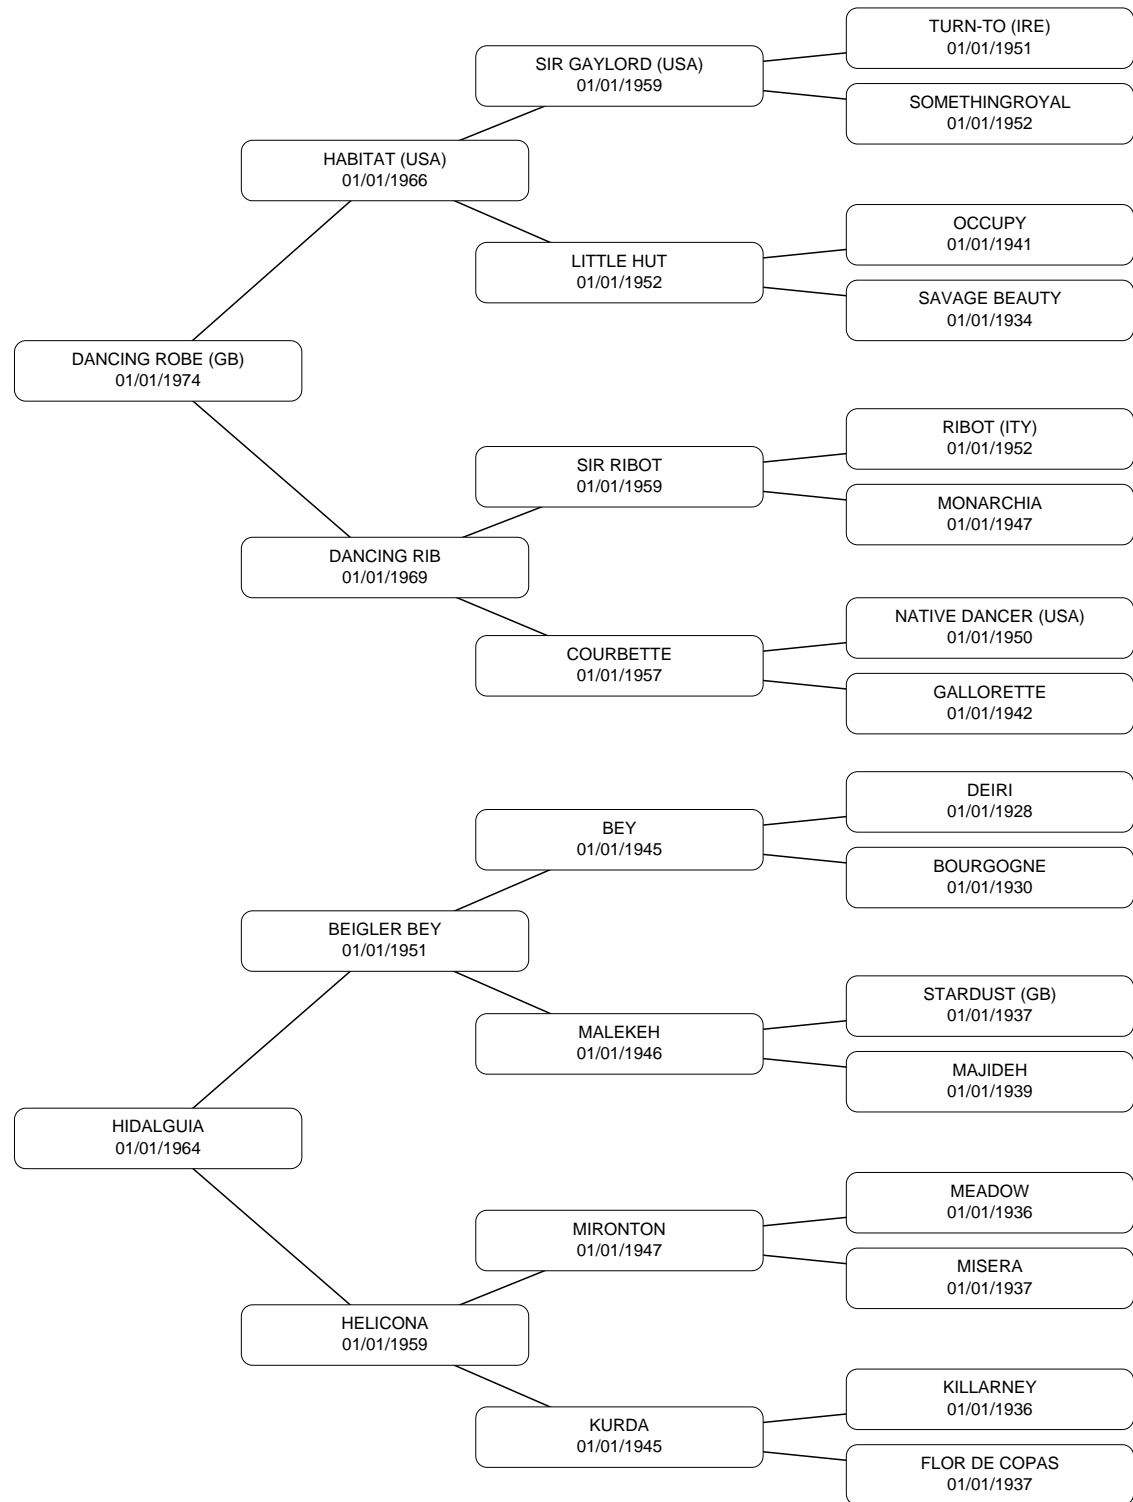 TURN-TO (IRE)
01/01/1951
SIR GAYLORD (USA)
01/01/1959
SOMETHINGROYAL
01/01/1952
HABITAT (USA)
01/01/1966
OCCUPY
01/01/1941
LITTLE HUT
01/01/1952
SAVAGE BEAUTY
01/01/1934
DANCING ROBE (GB)
01/01/1974
RIBOT (ITY)
01/01/1952
SIR RIBOT
01/01/1959
MONARCHIA
01/01/1947
DANCING RIB
01/01/1969
NATIVE DANCER (USA)
01/01/1950
COURBETTE
01/01/1957
GALLORETTE
01/01/1942
DEIRI
01/01/1928
BEY
01/01/1945
BOURGOGNE
01/01/1930
BEIGLER BEY
01/01/1951
STARDUST (GB)
01/01/1937
MALEKEH
01/01/1946
MAJIDEH
01/01/1939
HIDALGUIA
01/01/1964
MEADOW
01/01/1936
MIRONTON
01/01/1947
MISERA
01/01/1937
HELICONA
01/01/1959
KILLARNEY
01/01/1936
KURDA
01/01/1945
FLOR DE COPAS
01/01/1937